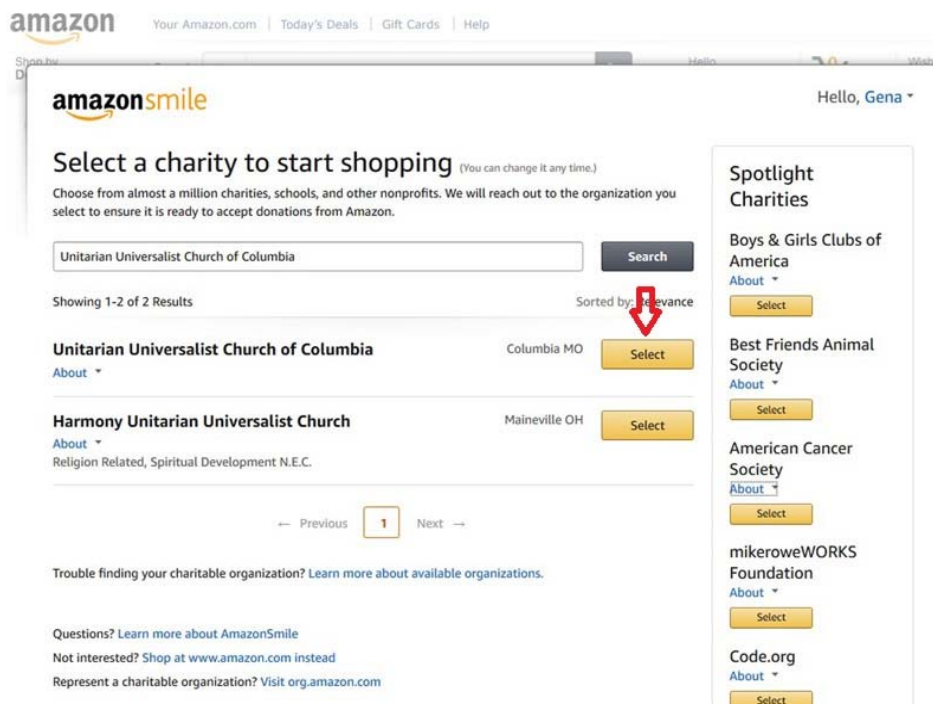 amazon
Your Amazon.com | Today's Deals | Gift Cards | Help
Shop by
Hello
Wish
amazonsmile
Hello, Gena
Select a charity to start shopping (You can change it any time.)
Choose from almost a million charities, schools, and other nonprofits. We will reach out to the organization you
select to ensure it is ready to accept donations from Amazon.
Unitarian Universalist Church of Columbia
Search
Showing 1-2 of 2 Results
Sorted by: Relevance
Unitarian Universalist Church of Columbia
Columbia MO
Select
About
Harmony Unitarian Universalist Church
Maineville OH
Select
About
Religion Related, Spiritual Development N.E.C.
← Previous 1 Next →
Trouble finding your charitable organization? Learn more about available organizations.
Questions? Learn more about AmazonSmile
Not interested? Shop at www.amazon.com instead
Represent a charitable organization? Visit org.amazon.com
Spotlight
Charities
Boys & Girls Clubs of
America
About
Select
Best Friends Animal
Society
About
Select
American Cancer
Society
About
Select
mikeroweWORKS
Foundation
About
Select
Code.org
About
Select